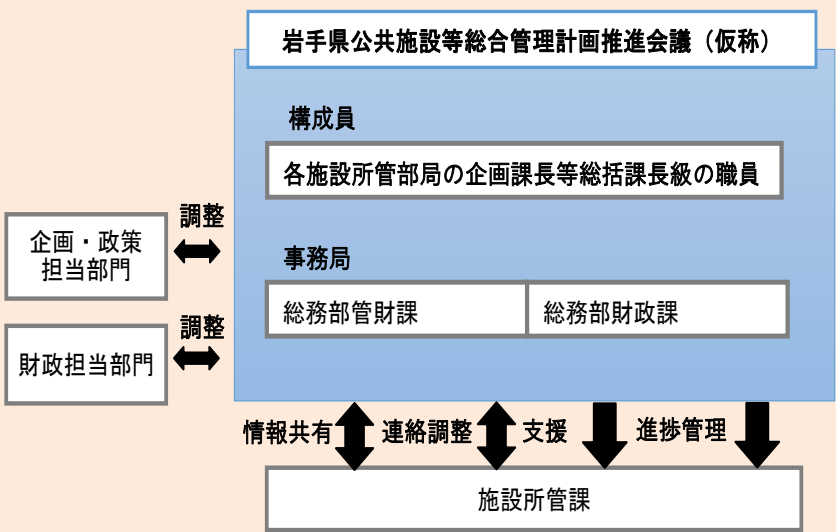 岩手県公共施設等総合管理計画推進会議（仮称）
構成員
各施設所管部局の企画課長等総括課長級の職員
調整
企画・政策
担当部門
事務局
総務部管財課
総務部財政課
調整
財政担当部門
情報共有
連絡調整
支援
進捗管理
施設所管課